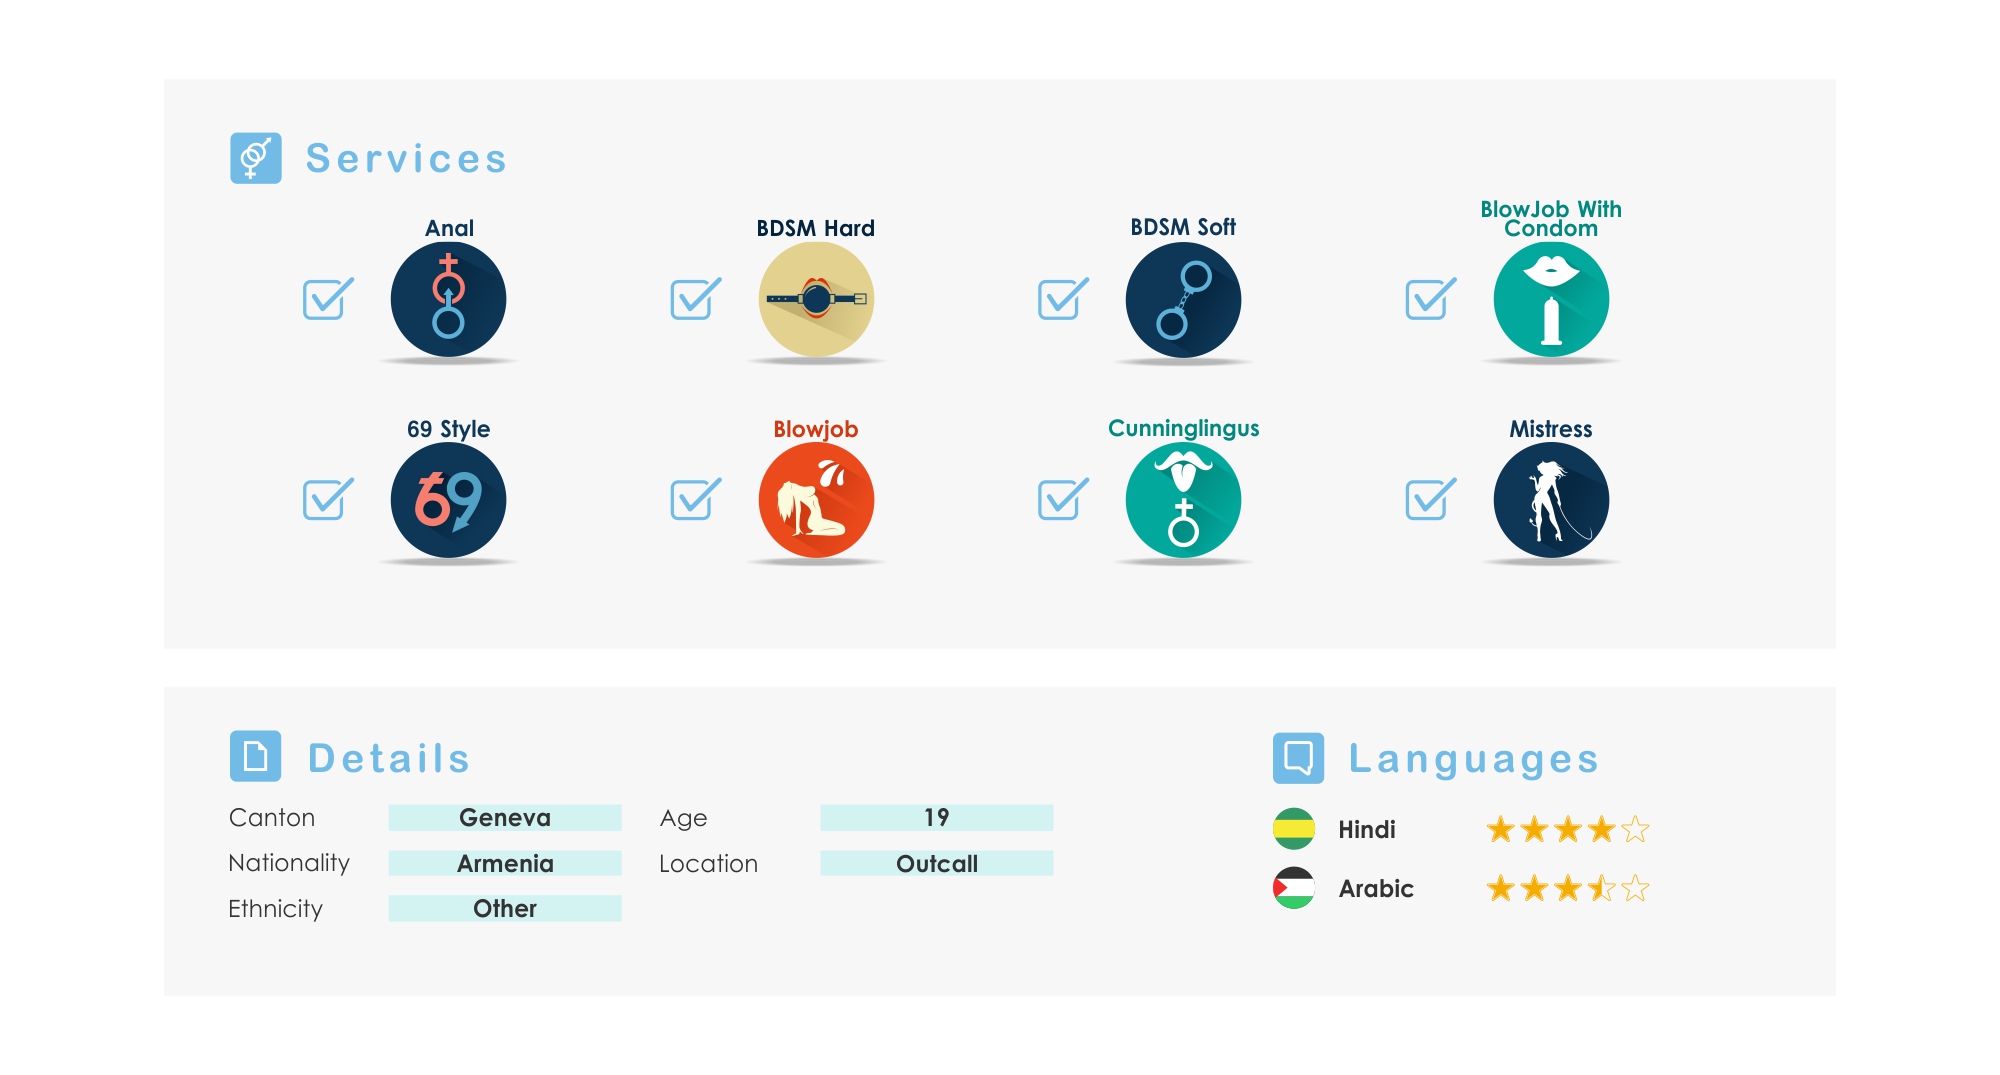 Services
Anal
BDSM Hard
BDSM Soft
BlowJob With
Condom
69 Style
Blowjob
Cunninglingus
Mistress
Details
Canton Geneva Age 19
Nationality Armenia Location Outcall
Ethnicity Other
Languages
Hindi
Arabic